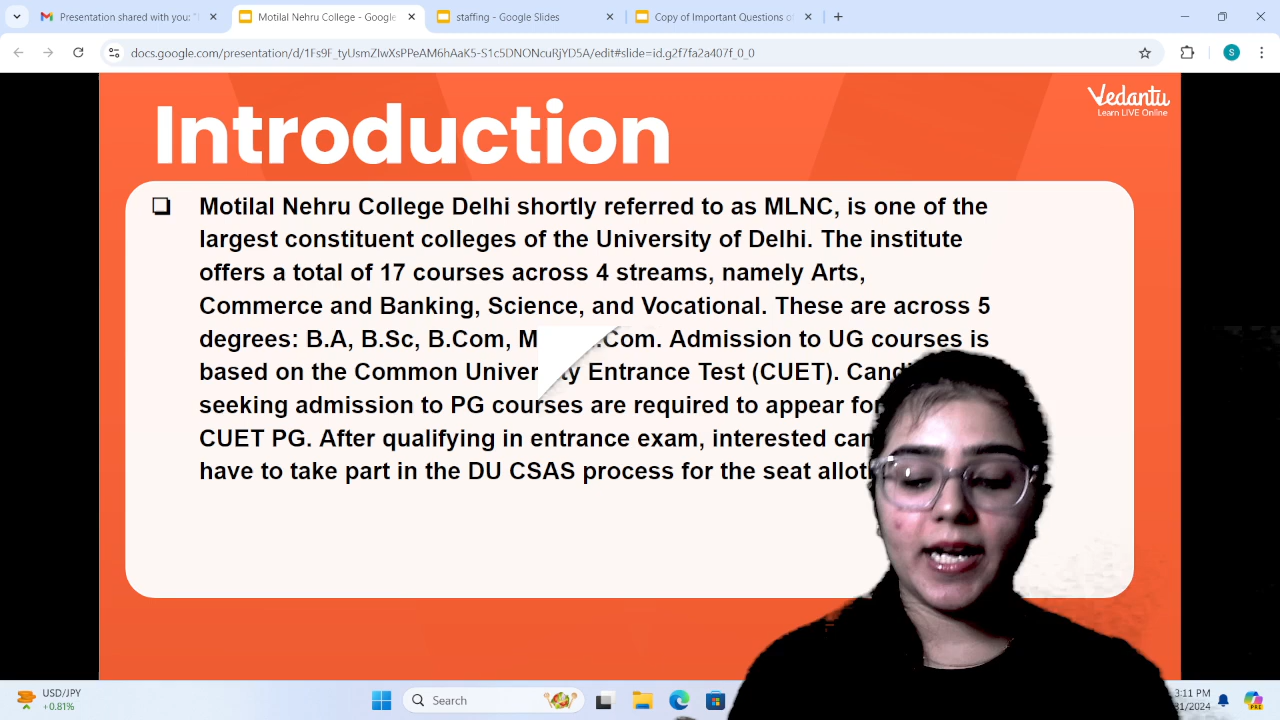 Presentation shared with you: "
Motilal Nehru College - Google
staffing - Google Slides
Copy of Important Questions o
docs.google.com/presentation/d/1Fs9F_tyUsmZIwXsPPeAM6hAaK5-S1c5DNONcuRjYD5A/edit#slide=id.g2f7fa2a407f_0_0
S
Vedantu
Learn LIVE Online
Introduction
Motilal Nehru College Delhi shortly referred to as MLNC, is one of the
largest constituent colleges of the University of Delhi. The institute
offers a total of 17 courses across 4 streams, namely Arts,
Commerce and Banking, Science, and Vocational. These are across 5
degrees: B.A, B.Sc, B.Com, M .Com. Admission to UG courses is
based on the Common Univer ty Entrance Test (CUET). Cand
seeking admission to PG courses are required to appear for
CUET PG. After qualifying in entrance exam, interested can
have to take part in the DU CSAS process for the seat allot
USD/JPY
+0.81%
Search
3:11 PM
31/2024
PRE